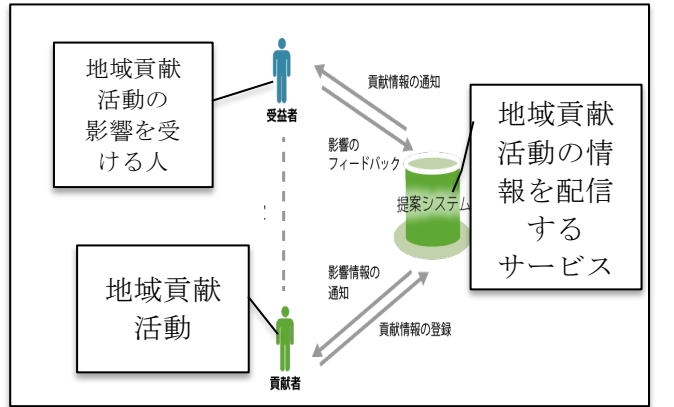 地域貢献
活動の
影響を受
ける人
受益者
貢献情報の通知
影響の
フィードバック
地域貢献
活動の情
報を配信
する
サービス
提案システム
地域貢献
活動
影響情報の
通知
貢献情報の登録
貢献者